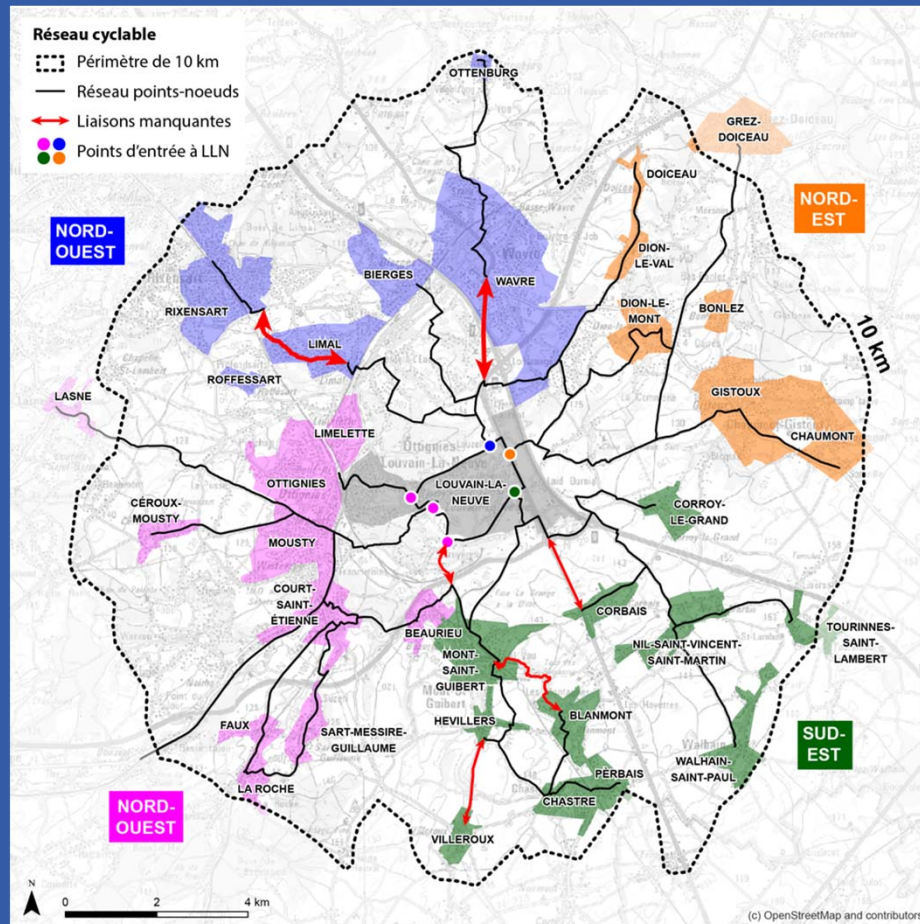 Réseau cyclable
Périmètre de 10 km
Réseau points-noeuds
Liaisons manquantes
Points d'entrée à LLN
OTTENBURG
GREZ-
DOICEAU
DOICEAU
NORD-
OUEST
NORD-
EST
DION-
LE-VAL
BIERGES
WAVRE
RIXENSART
DION-LE-
MONT
BONLEZ
10 km
LIMAL
ROFFESSART
LASNE
GISTOUX
LIMELETTE
CHAUMONT
OTTIGNIES
LOUVAIN-LA-
NEUVE
CÉROUX-
MOUSTY
CORROY-
LE-GRAND
MOUSTY
COURT-
SAINT-
ÉTIENNE
BEAURIEU
CORBAIS
TOURINNES-
SAINT-
LAMBERT
NIL-SAINT-VINCENT-
SAINT-MARTIN
MONT-
SAINT-
GUIBERT
HEVILLERS
BLANMONT
FAUX
SART-MESSIRE-
GUILLAUME
SUD-
EST
WALHAIN-
SAINT-PAUL
PÉRBAIS
LA ROCHE
CHASTRE
NORD-
OUEST
VILLEROUX
N
0 2 4 km
(c) OpenStreetMap and contributors